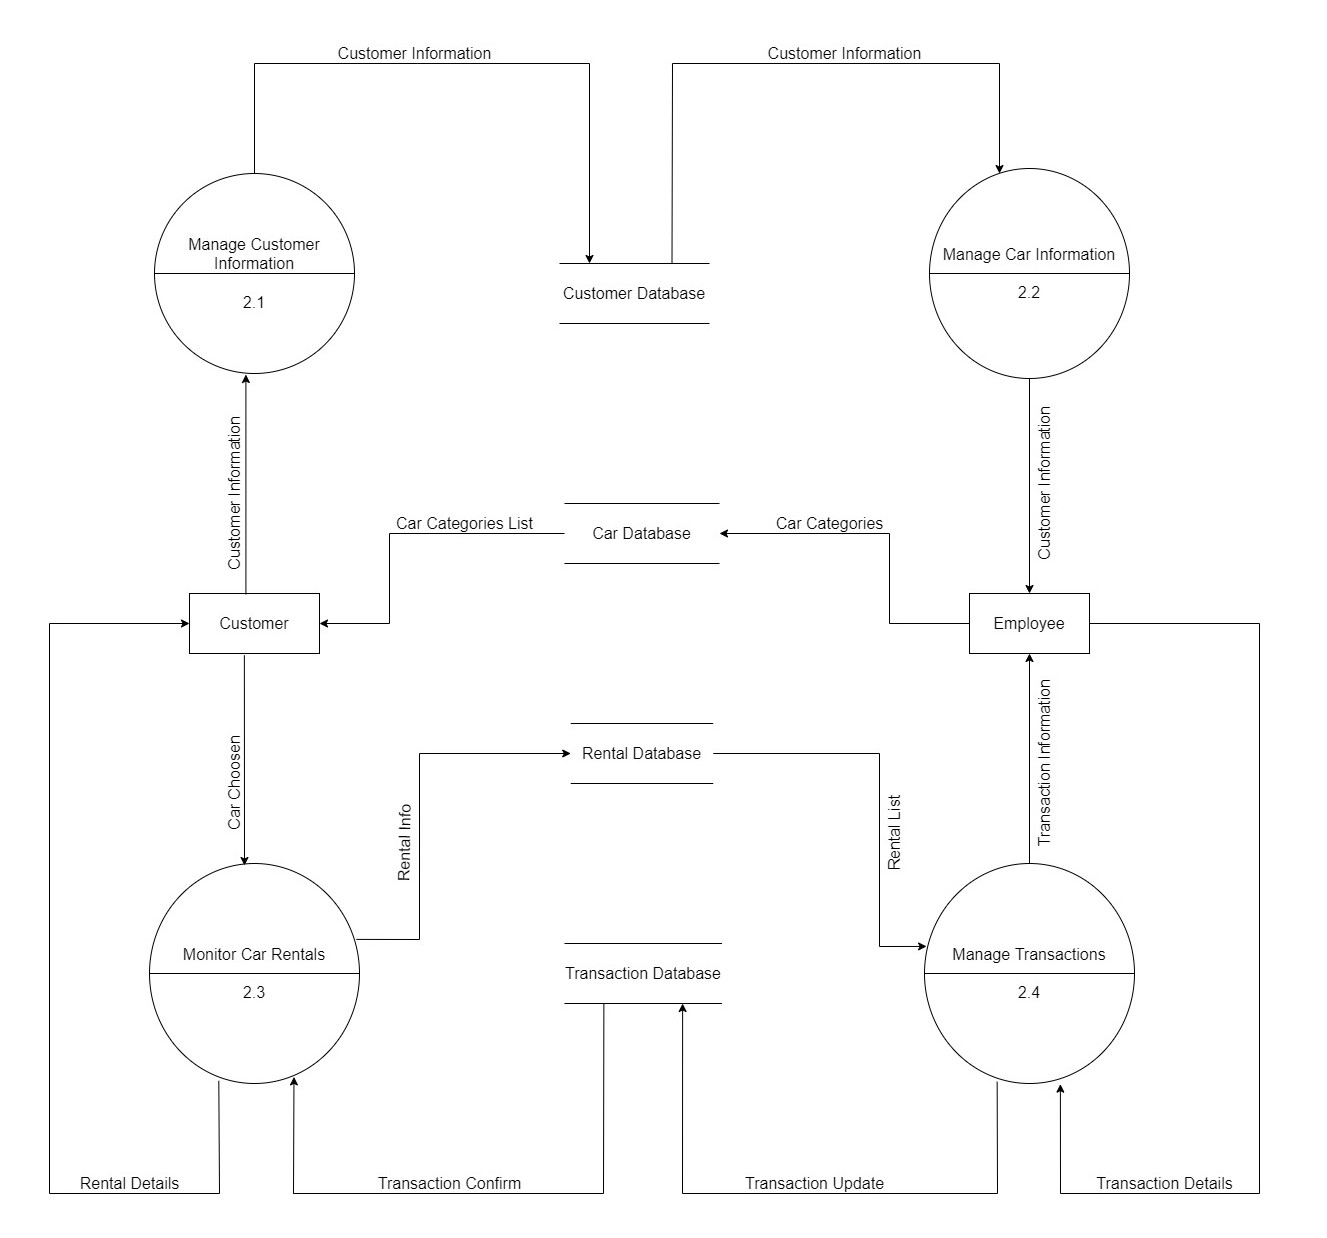 Customer Information
Customer Information
Manage Customer
Information
2.1
Manage Car Information
2.2
Customer Database
Customer Information
Customer Information
Car Categories List
Car Database
Car Categories
Customer
Employee
Car Choosen
Transaction Information
Rental Database
Rental Info
Rental List
Monitor Car Rentals
2.3
Transaction Database
Manage Transactions
2.4
Rental Details
Transaction Confirm
Transaction Update
Transaction Details